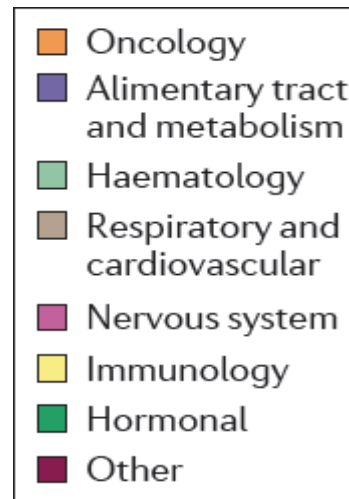 Oncology
Alimentary tract
and metabolism
Haematology
Respiratory and
cardiovascular
Nervous system
Immunology
Hormonal
Other